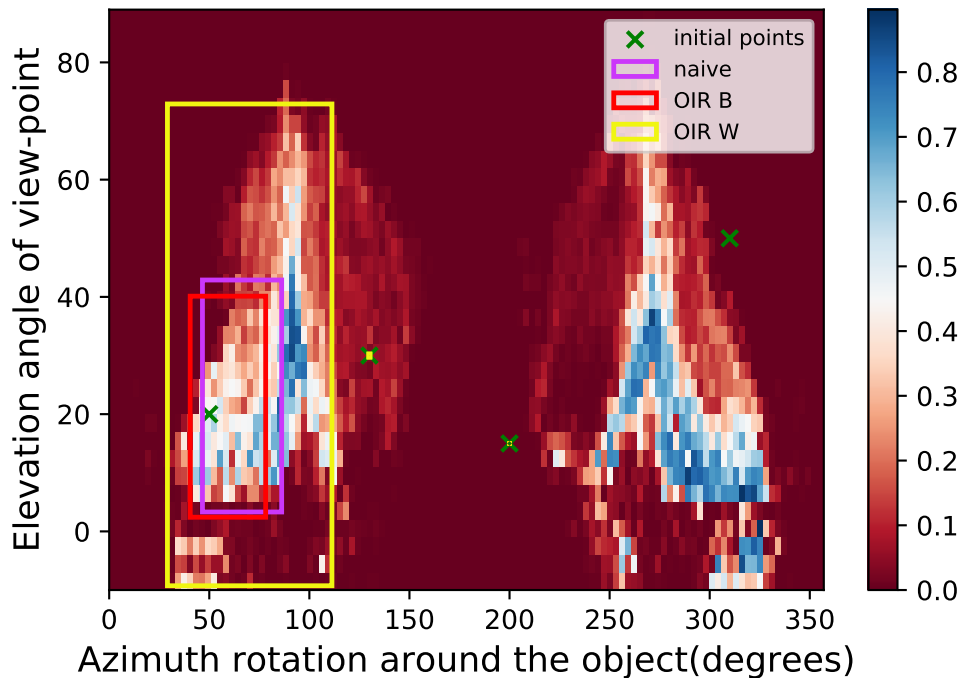 initial points
naive
OIR B
OIR W
Elevation angle of view-point
80
60
40
20
0
0 50 100 150 200 250 300 350
Azimuth rotation around the object(degrees)
0.8
0.7
0.6
0.5
0.4
0.3
0.2
0.1
0.0